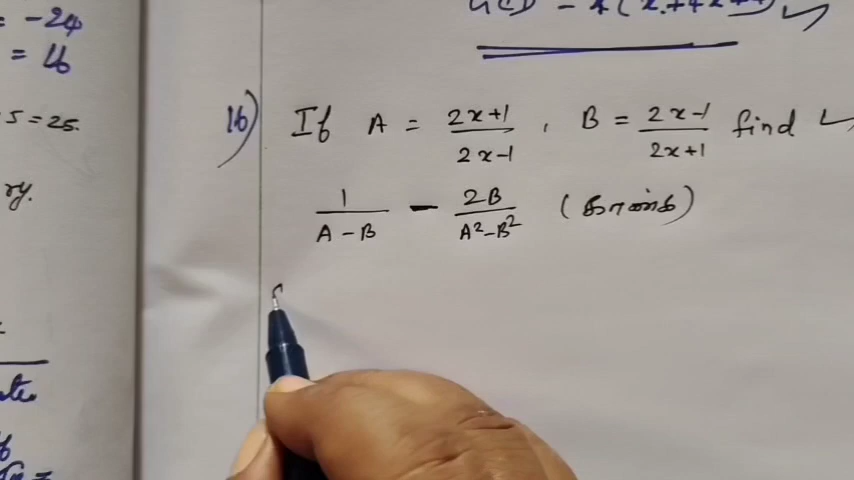 = -24
= 16
5 = 25.
ry.
16) If A = 2x+1/2x-1 , B = 2x-1/2x+1 find
1/A-B - 2B/A²-B² (காண்க)